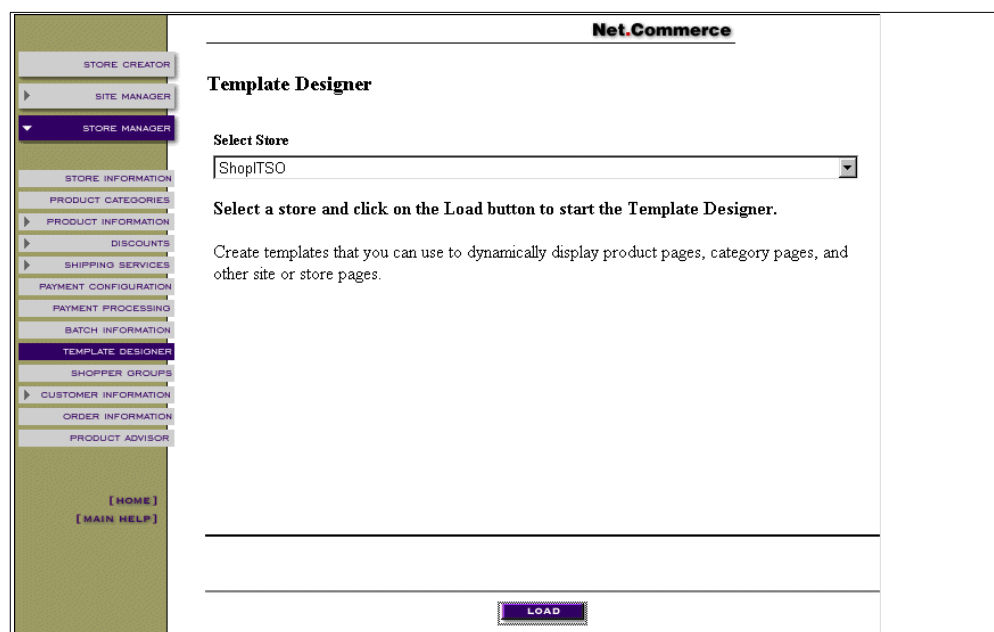 Net.Commerce
STORE CREATOR
SITE MANAGER
STORE MANAGER
STORE INFORMATION
PRODUCT CATEGORIES
PRODUCT INFORMATION
DISCOUNTS
SHIPPING SERVICES
PAYMENT CONFIGURATION
PAYMENT PROCESSING
BATCH INFORMATION
TEMPLATE DESIGNER
SHOPPER GROUPS
CUSTOMER INFORMATION
ORDER INFORMATION
PRODUCT ADVISOR
[HOME]
[MAIN HELP]
Template Designer
Select Store
ShopITSO
Select a store and click on the Load button to start the Template Designer.
Create templates that you can use to dynamically display product pages, category pages, and
other site or store pages.
LOAD